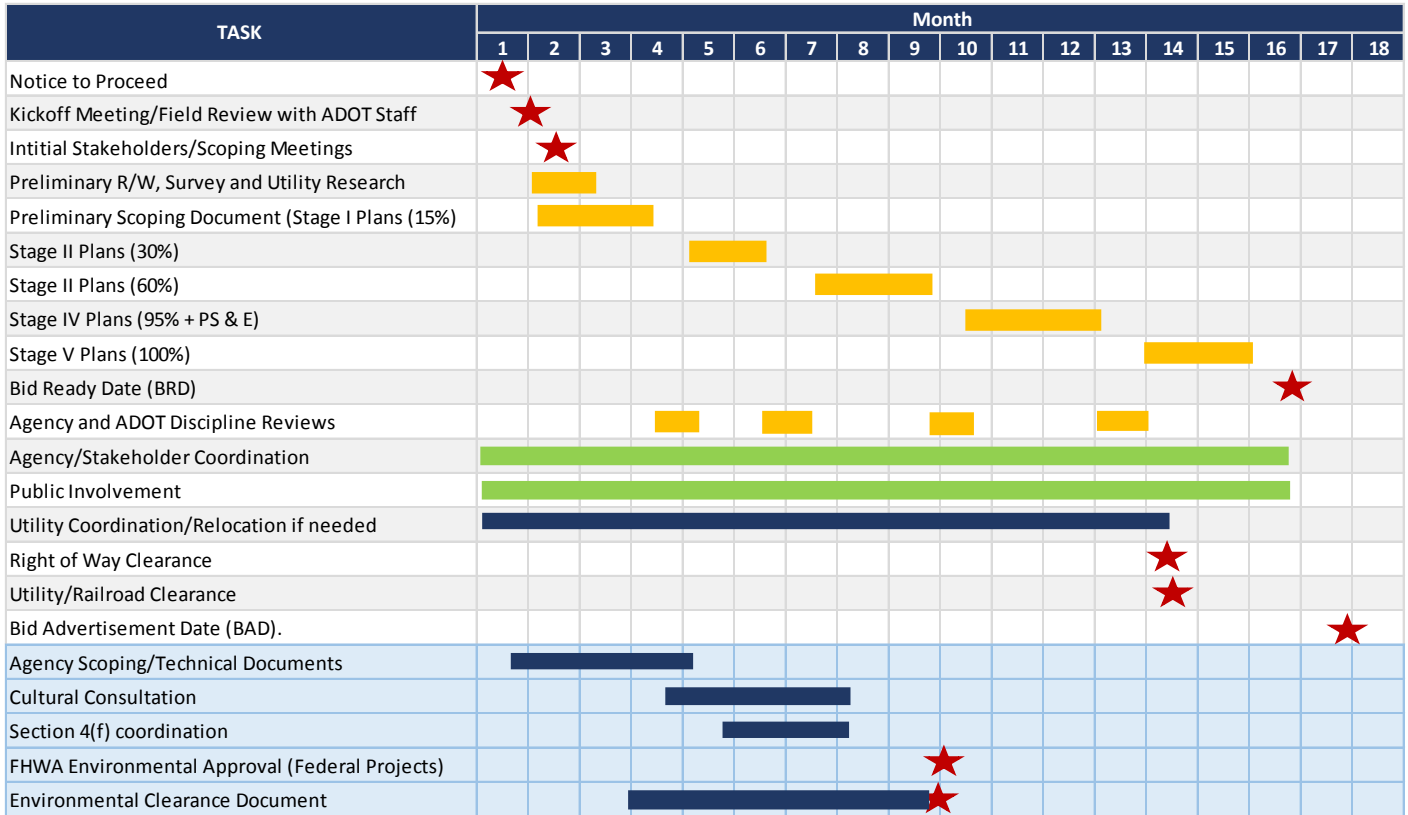 TASK
Month
1 2 3 4 5 6 7 8 9 10 11 12 13 14 15 16 17 18
Notice to Proceed
Kickoff Meeting/Field Review with ADOT Staff
Intitial Stakeholders/Scoping Meetings
Preliminary R/W, Survey and Utility Research
Preliminary Scoping Document (Stage I Plans (15%)
Stage II Plans (30%)
Stage II Plans (60%)
Stage IV Plans (95% + PS & E)
Stage V Plans (100%)
Bid Ready Date (BRD)
Agency and ADOT Discipline Reviews
Agency/Stakeholder Coordination
Public Involvement
Utility Coordination/Relocation if needed
Right of Way Clearance
Utility/Railroad Clearance
Bid Advertisement Date (BAD).
Agency Scoping/Technical Documents
Cultural Consultation
Section 4(f) coordination
FHWA Environmental Approval (Federal Projects)
Environmental Clearance Document